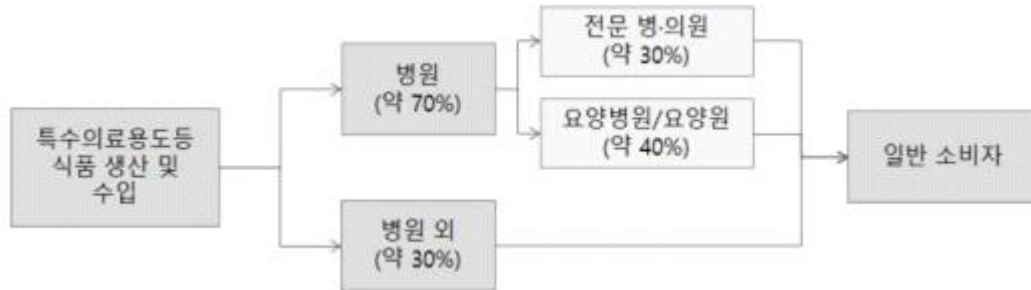 특수의료용도등
식품 생산 및
수입
병원
(약 70%)
병원 외
(약 30%)
전문 병·의원
(약 30%)
요양병원/요양원
(약 40%)
일반 소비자